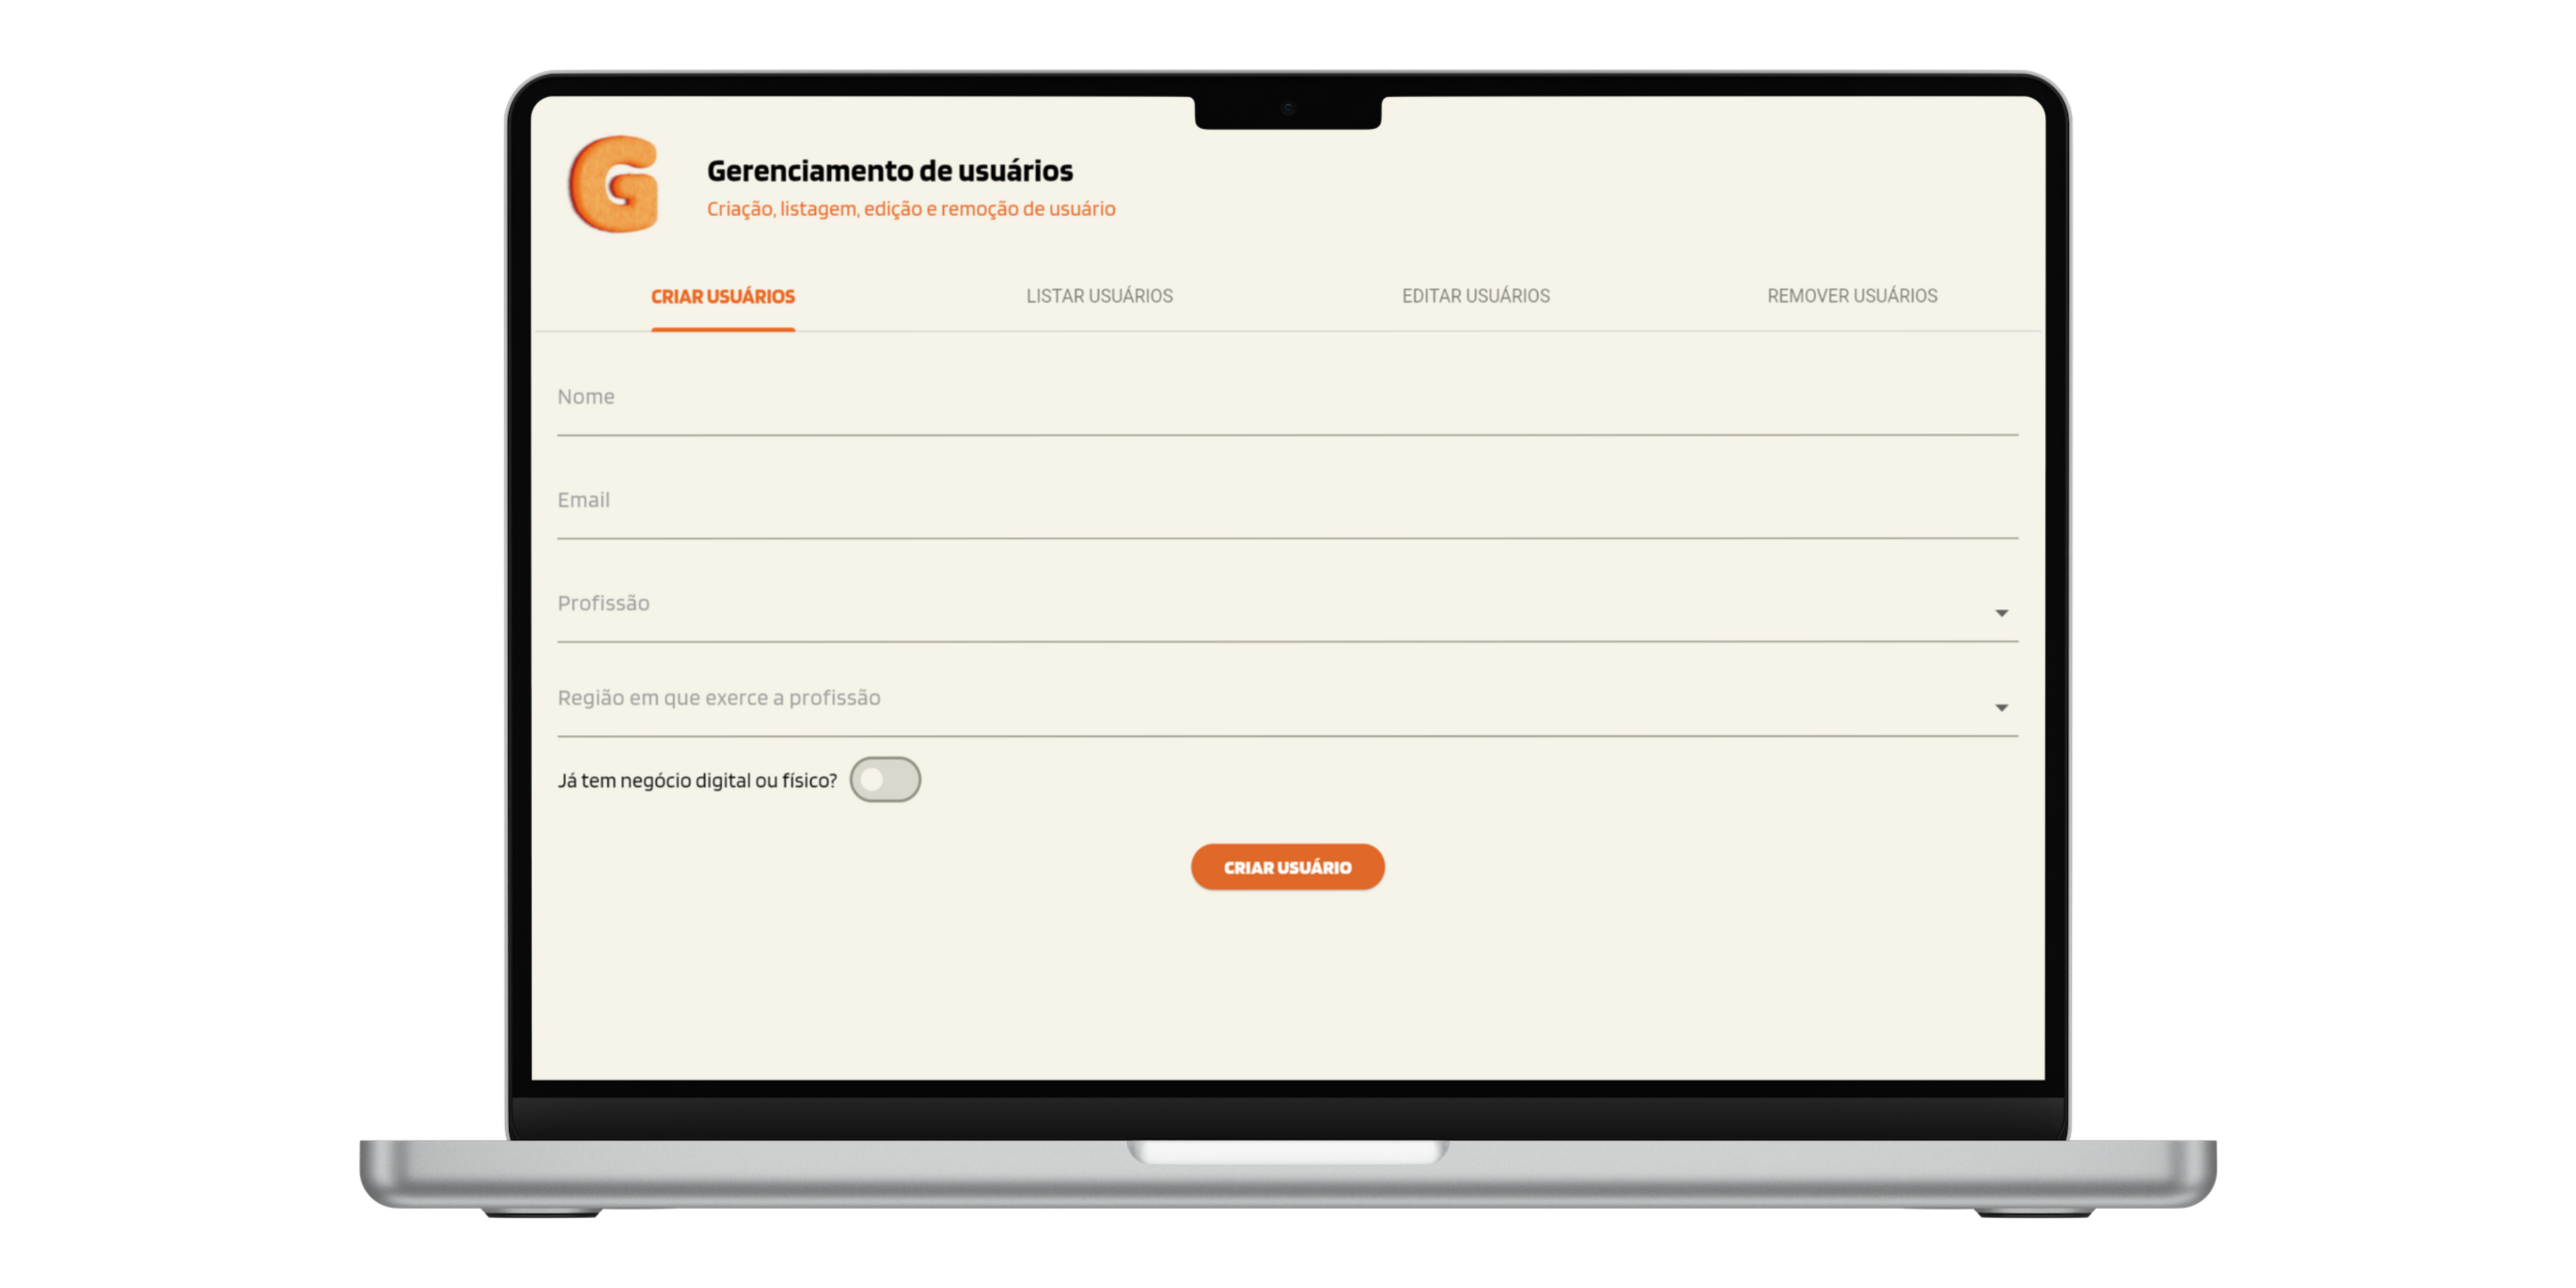 G
Gerenciamento de usuários
Criação, listagem, edição e remoção de usuário
CRIAR USUÁRIOS
LISTAR USUÁRIOS
EDITAR USUÁRIOS
REMOVER USUÁRIOS
Nome
Email
Profissão
Região em que exerce a profissão
Já tem negócio digital ou físico?
CRIAR USUÁRIO